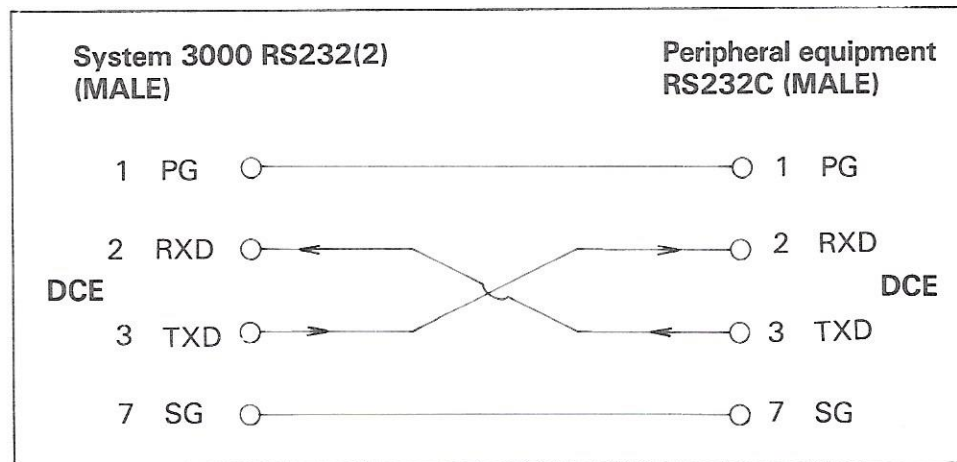 System 3000 RS232(2)
(MALE)
Peripheral equipment
RS232C (MALE)
1 PG
1 PG
2 RXD
2 RXD
DCE
DCE
3 TXD
3 TXD
7 SG
7 SG